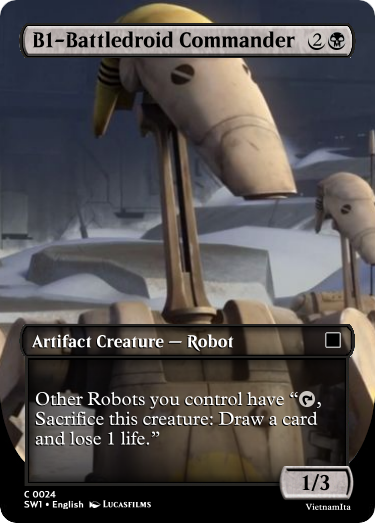 B1-Battledroid Commander 2
Artifact Creature — Robot
Other Robots you control have “,
Sacrifice this creature: Draw a card
and lose 1 life.”
1/3
C 0024
SW1 • English LUCASFILMS
VietnamIta